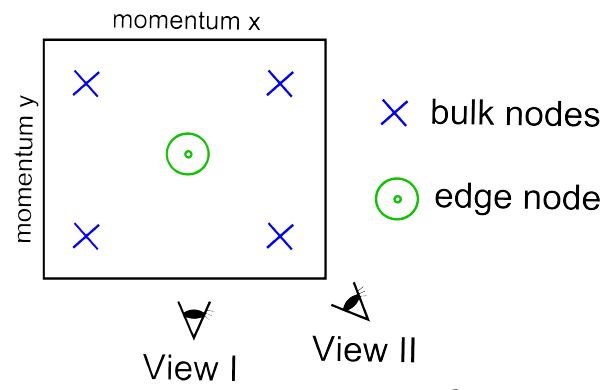 momentum x
momentum y
bulk nodes
edge node
View I
View II